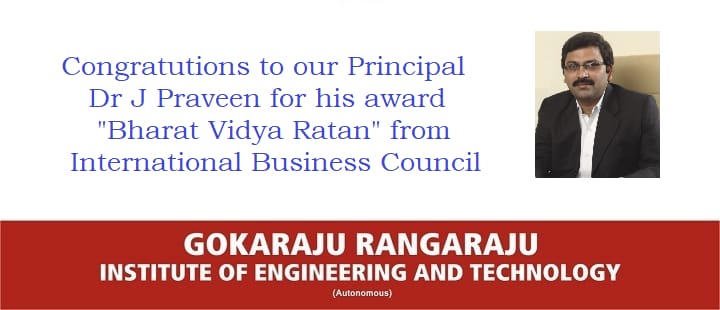 Congratutions to our Principal
Dr J Praveen for his award
"Bharat Vidya Ratan" from
International Business Council
GOKARAJU RANGARAJU
INSTITUTE OF ENGINEERING AND TECHNOLOGY
(Autonomous)